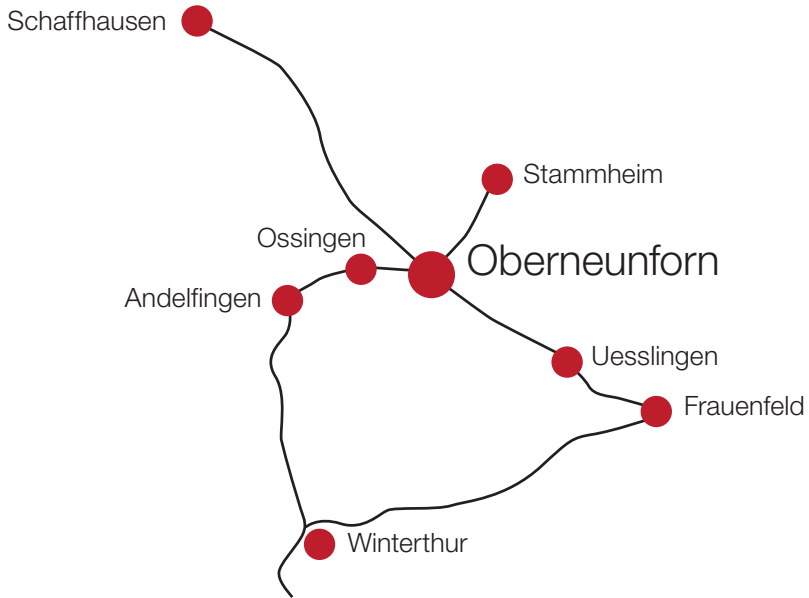 Schaffhausen
Stammheim
Ossingen
Oberneunforn
Andelfingen
Uesslingen
Frauenfeld
Winterthur